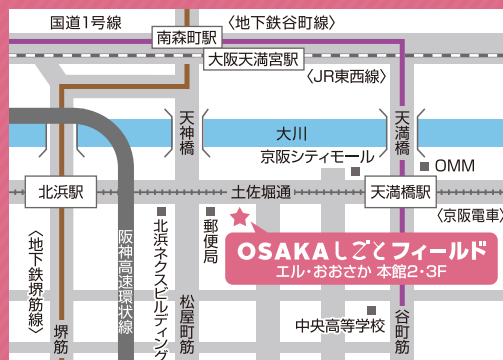 国道1号線
〈地下鉄谷町線〉
南森町駅
大阪天満宮駅
〈JR東西線〉
天神橋
大川
天満橋
京阪シティモール
OMM
北浜駅
土佐堀通
天満橋駅
〈京阪電車〉
〈地下鉄堺筋線〉
阪神高速環状線
北浜ネクスビルディング
郵便局
OSAKAしごとフィールド
エル・おおさか 本館2・3F
堺筋
松屋町筋
中央高等学校
谷町筋